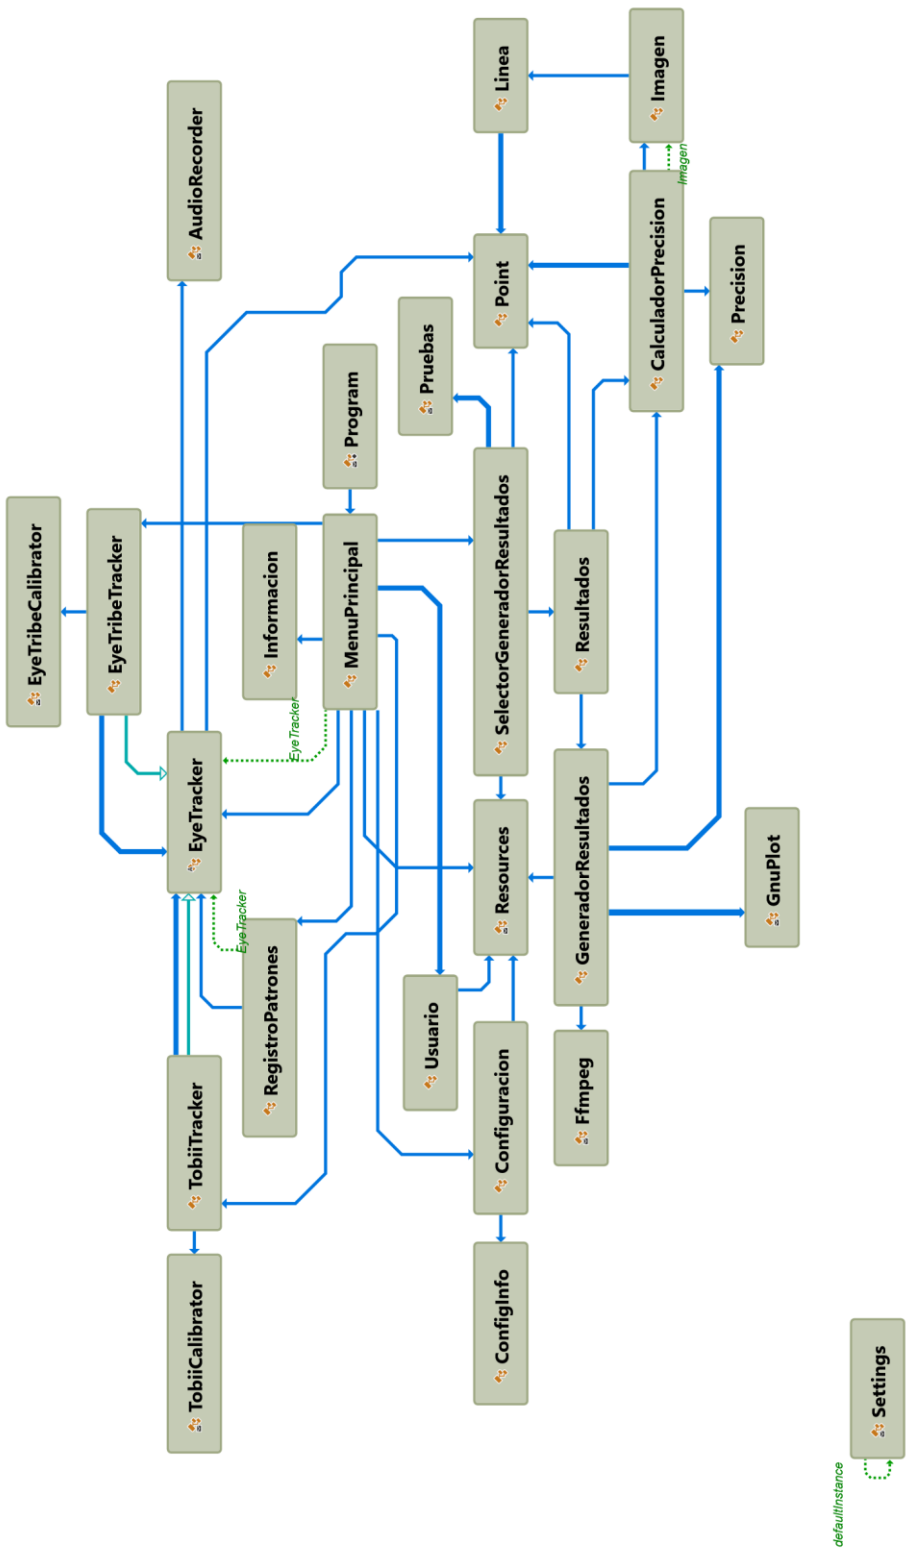 EyeTribeCalibrator
EyeTribeTracker
AudioRecorder
EyeTracker
TobiiTracker
TobiiCalibrator
Informacion
EyeTracker
EyeTracker
RegistroPatrones
Program
MenuPrincipal
Pruebas
Usuario
Linea
Point
SelectorGeneradorResultados
Resources
Configuracion
ConfigInfo
Resultados
GeneradorResultados
Ffmpeg
Imagen
Imagen
CalculadorPrecision
Precision
GnuPlot
Settings
defaultInstance